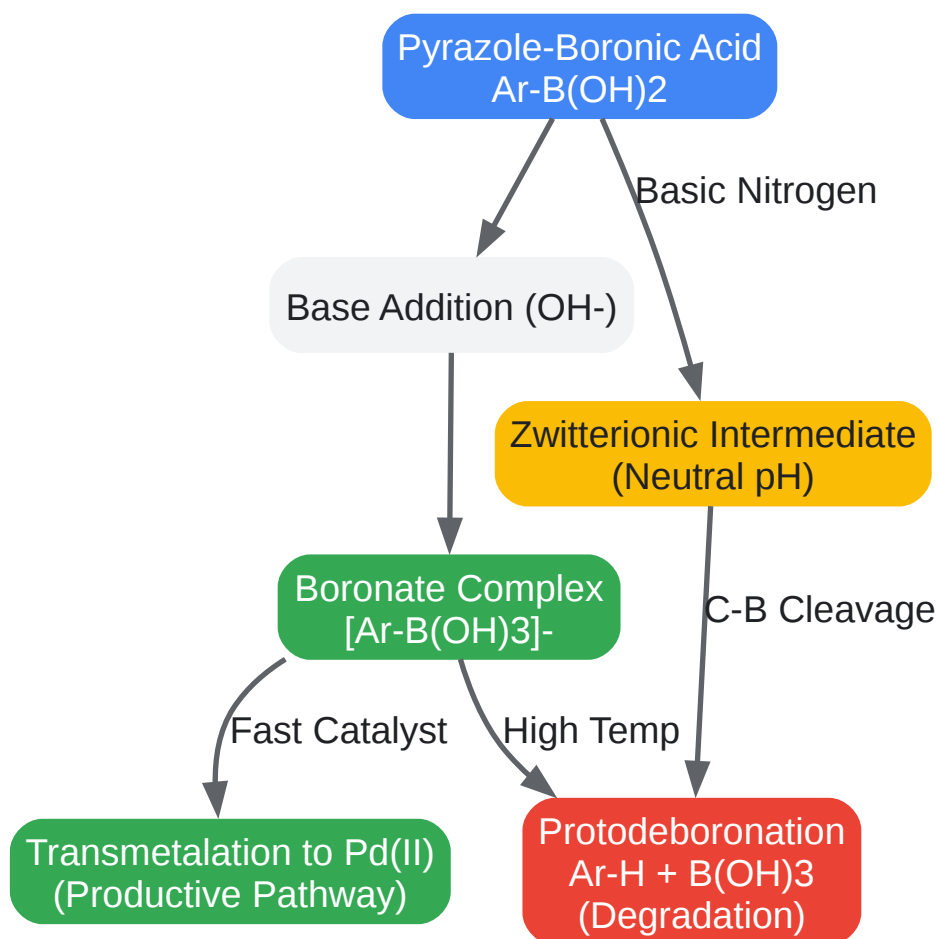 Pyrazole-Boronic Acid
Ar-B(OH)2
Basic Nitrogen
Base Addition (OH-)
Zwitterionic Intermediate
(Neutral pH)
Boronate Complex
[Ar-B(OH)3]-
C-B Cleavage
Fast Catalyst
High Temp
Transmetalation to Pd(II)
(Productive Pathway)
Protodeboronation
Ar-H + B(OH)3
(Degradation)